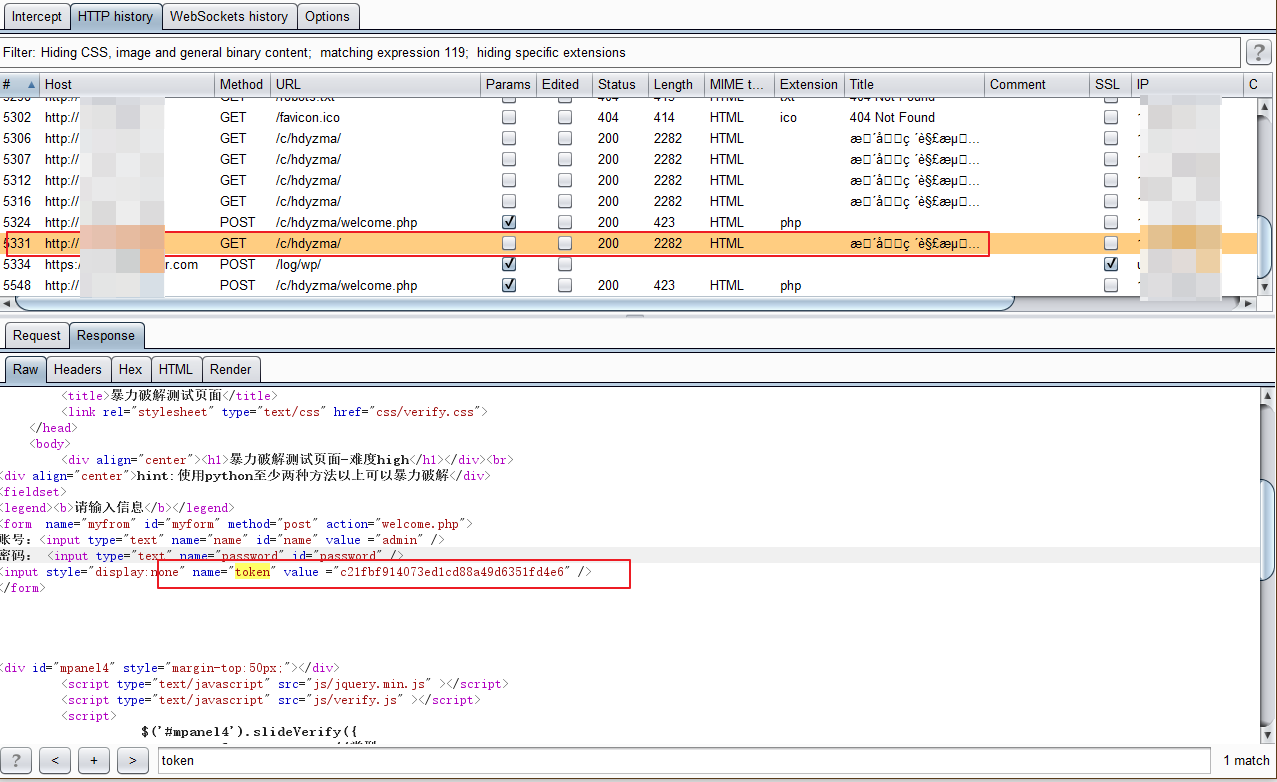 Intercept HTTP history WebSockets history Options
Filter: Hiding CSS, image and general binary content; matching expression 119; hiding specific extensions ?
# Host Method URL Params Edited Status Length MIME t... Extension Title Comment SSL IP C
5302 http:// GET /favicon.ico 404 414 HTML ico 404 Not Found
5306 http:// GET /c/hdyzma/ 200 2282 HTML
5307 http:// GET /c/hdyzma/ 200 2282 HTML
5312 http:// GET /c/hdyzma/ 200 2282 HTML
5316 http:// GET /c/hdyzma/ 200 2282 HTML
5324 http:// POST /c/hdyzma/welcome.php 200 423 HTML php
5331 http:// GET /c/hdyzma/ 200 2282 HTML
5334 https:/ r.com POST /log/wp/
5548 http:// POST /c/hdyzma/welcome.php 200 423 HTML php
Request Response
Raw Headers Hex HTML Render
<title>暴力破解测试页面</title>
<link rel="stylesheet" type="text/css" href="css/verify.css">
</head>
<body>
<div align="center"><h1>暴力破解测试页面-难度high</h1></div><br>
<div align="center">hint:使用python至少两种方法以上可以暴力破解</div>
<fieldset>
<legend><b>请输入信息</b></legend>
<form name="myfrom" id="myform" method="post" action="welcome.php">
账号：<input type="text" name="name" id="name" value ="admin" />
密码： <input type="text" name="password" id="password" />
<input style="display:none" name="token" value ="c21fbf914073ed1cd88a49d6351fd4e6" />
</form>
<div id="mpanel4" style="margin-top:50px;"></div>
<script type="text/javascript" src="js/jquery.min.js" ></script>
<script type="text/javascript" src="js/verify.js" ></script>
<script>
$('#mpanel4').slideVerify({
? < + > token 1 match